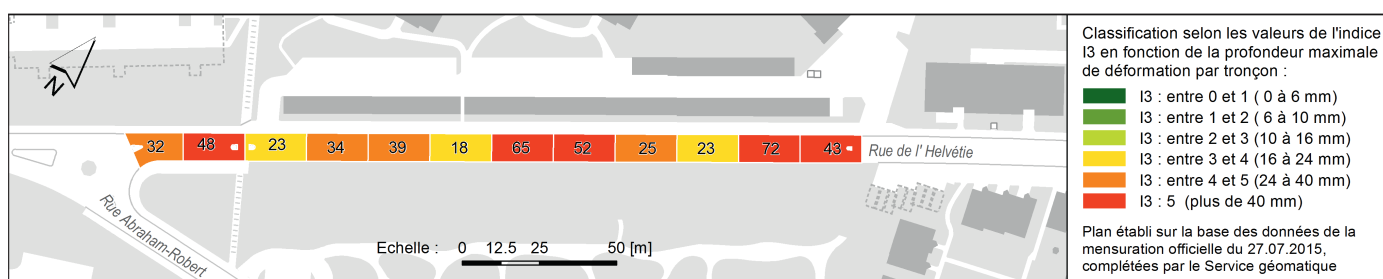 N
32 48 23 34 39 18 65 52 25 23 72 43
Rue de l' Helvétie
Rue Abraham-Robert
Echelle : 0 12.5 25 50 [m]
Classification selon les valeurs de l'indice
I3 en fonction de la profondeur maximale
de déformation par tronçon :
I3 : entre 0 et 1 ( 0 à 6 mm)
I3 : entre 1 et 2 ( 6 à 10 mm)
I3 : entre 2 et 3 (10 à 16 mm)
I3 : entre 3 et 4 (16 à 24 mm)
I3 : entre 4 et 5 (24 à 40 mm)
I3 : 5 (plus de 40 mm)
Plan établi sur la base des données de la
mensuration officielle du 27.07.2015,
complétées par le Service géomatique